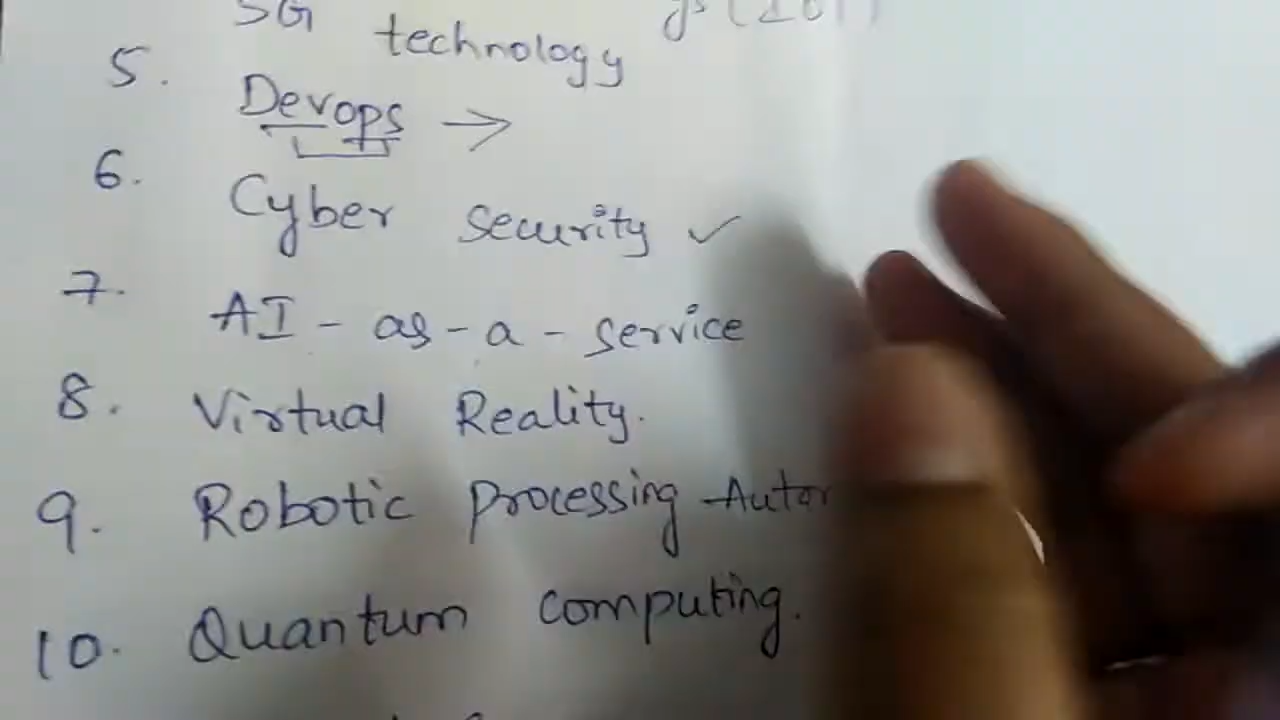 5G technology
5. Devops →
6. Cyber security ✓
7. AI - as - a - service
8. Virtual Reality.
9. Robotic Processing
10. Quantum computing.